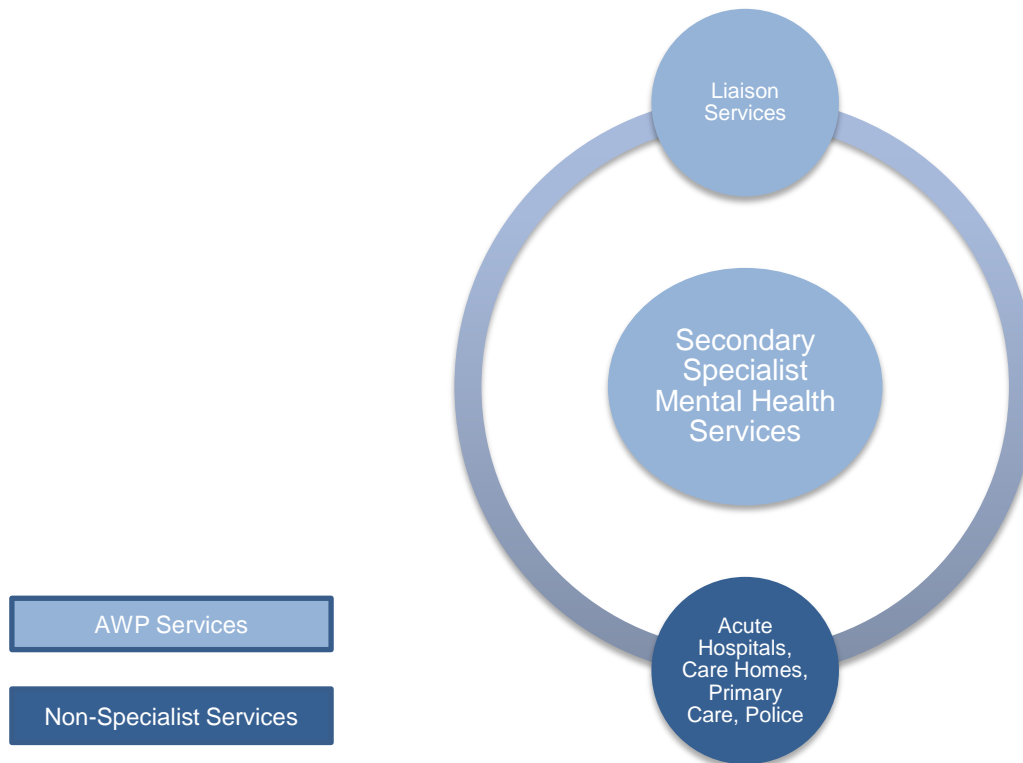 Liaison
Services
Secondary
Specialist
Mental Health
Services
Acute
Hospitals,
Care Homes,
Primary
Care, Police
AWP Services
Non-Specialist Services